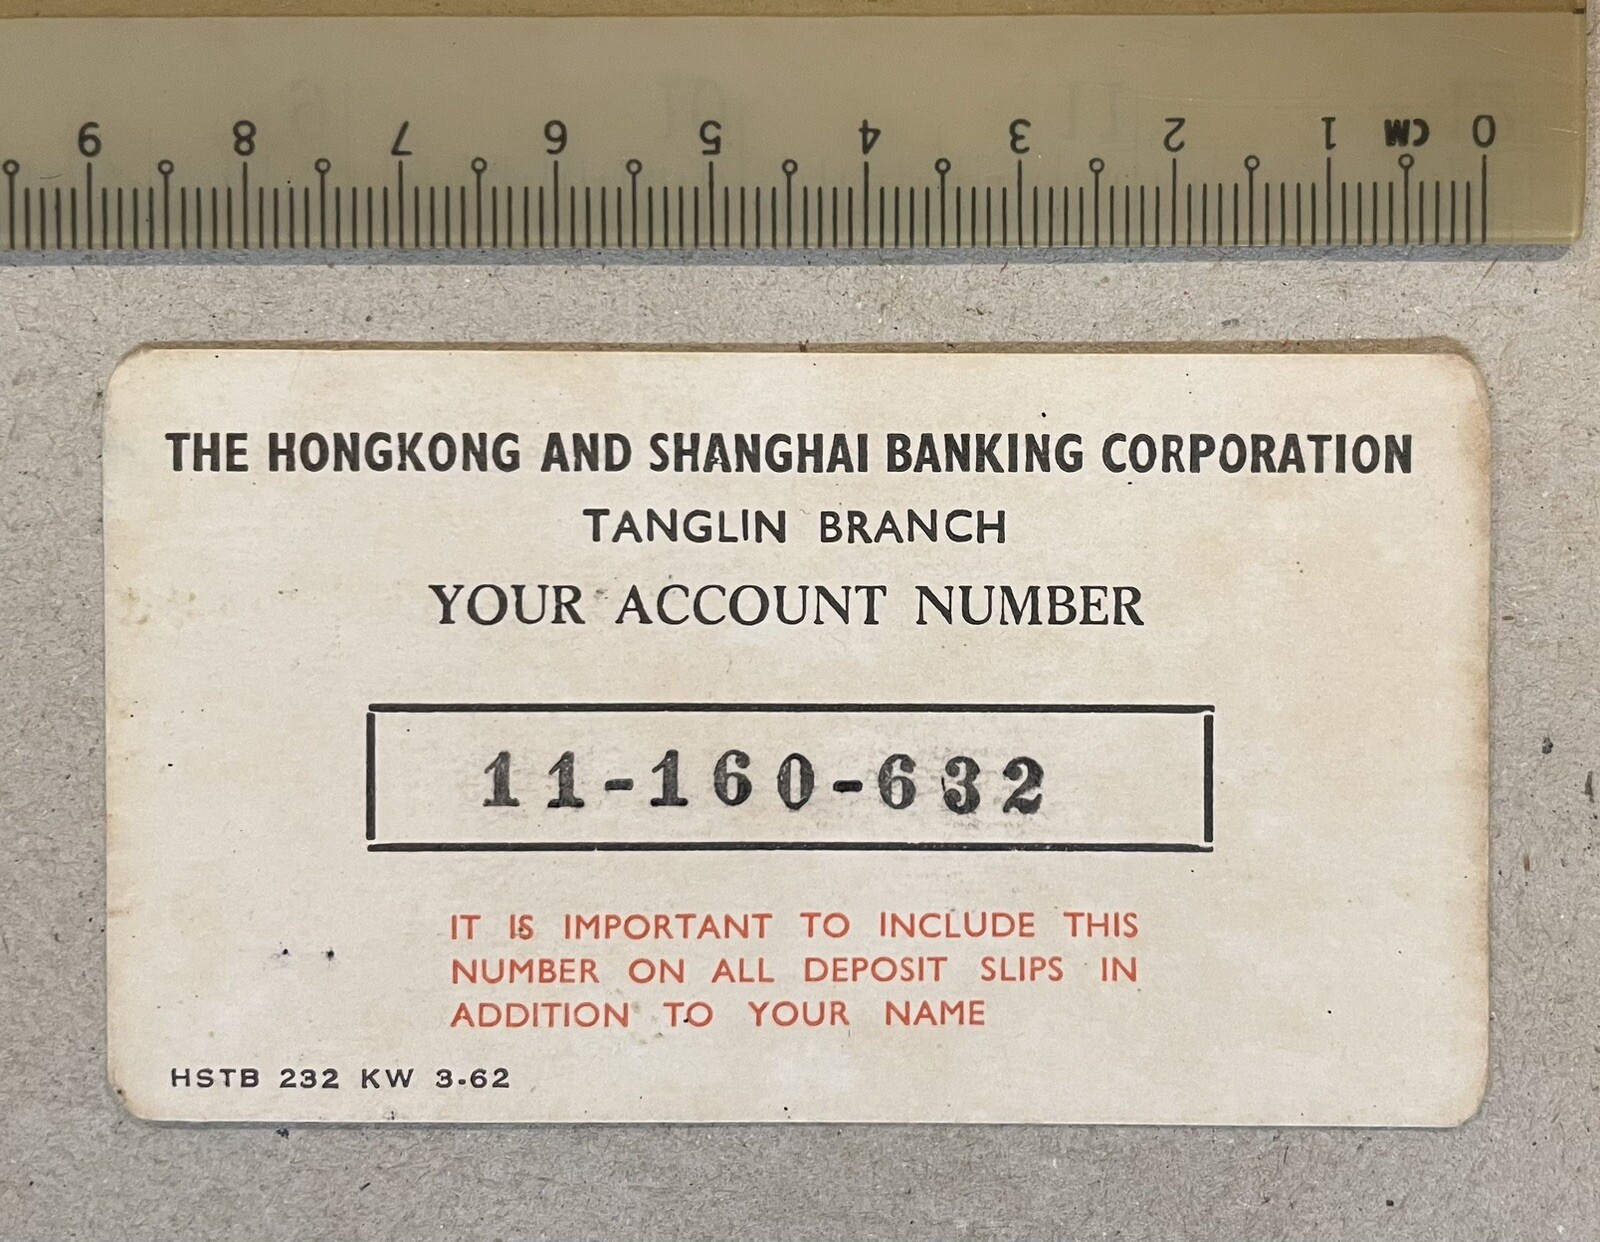 9 8 7 6 5 4 3 2 1 CM 0
THE HONGKONG AND SHANGHAI BANKING CORPORATION
TANGLIN BRANCH
YOUR ACCOUNT NUMBER
11-160-632
IT IS IMPORTANT TO INCLUDE THIS
NUMBER ON ALL DEPOSIT SLIPS IN
ADDITION TO YOUR NAME
HSTB 232 KW 3-62